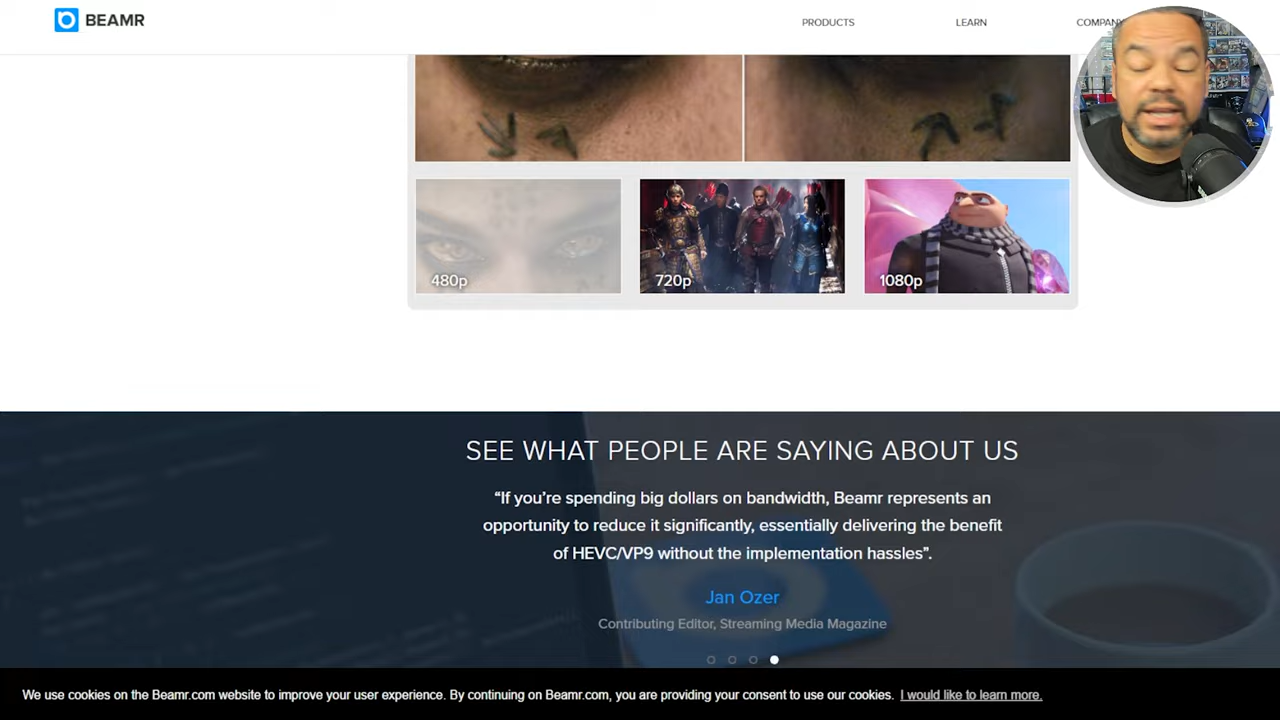 BEAMR
PRODUCTS
LEARN
COMPANY
480p
720p
1080p
SEE WHAT PEOPLE ARE SAYING ABOUT US
“If you’re spending big dollars on bandwidth, Beamr represents an
opportunity to reduce it significantly, essentially delivering the benefit
of HEVC/VP9 without the implementation hassles”.
Jan Ozer
Contributing Editor, Streaming Media Magazine
We use cookies on the Beamr.com website to improve your user experience. By continuing on Beamr.com, you are providing your consent to use our cookies. I would like to learn more.